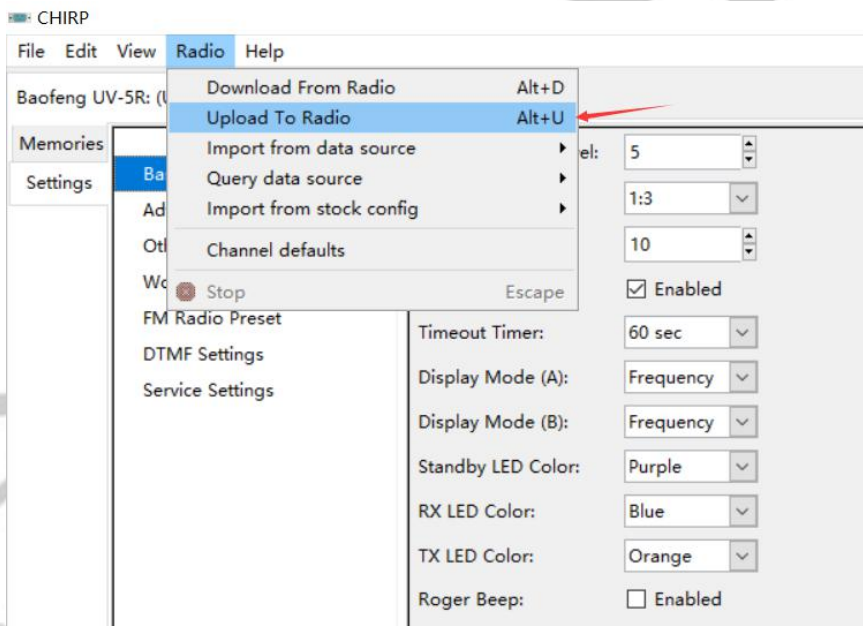 CHIRP
File Edit View Radio Help
Baofeng UV-5R:
Download From Radio Alt+D
Upload To Radio Alt+U
Import from data source
Query data source
Import from stock config
Channel defaults
Stop Escape
Memories
Settings
FM Radio Preset
DTMF Settings
Service Settings
5
1:3
10
Enabled
Timeout Timer: 60 sec
Display Mode (A): Frequency
Display Mode (B): Frequency
Standby LED Color: Purple
RX LED Color: Blue
TX LED Color: Orange
Roger Beep: Enabled